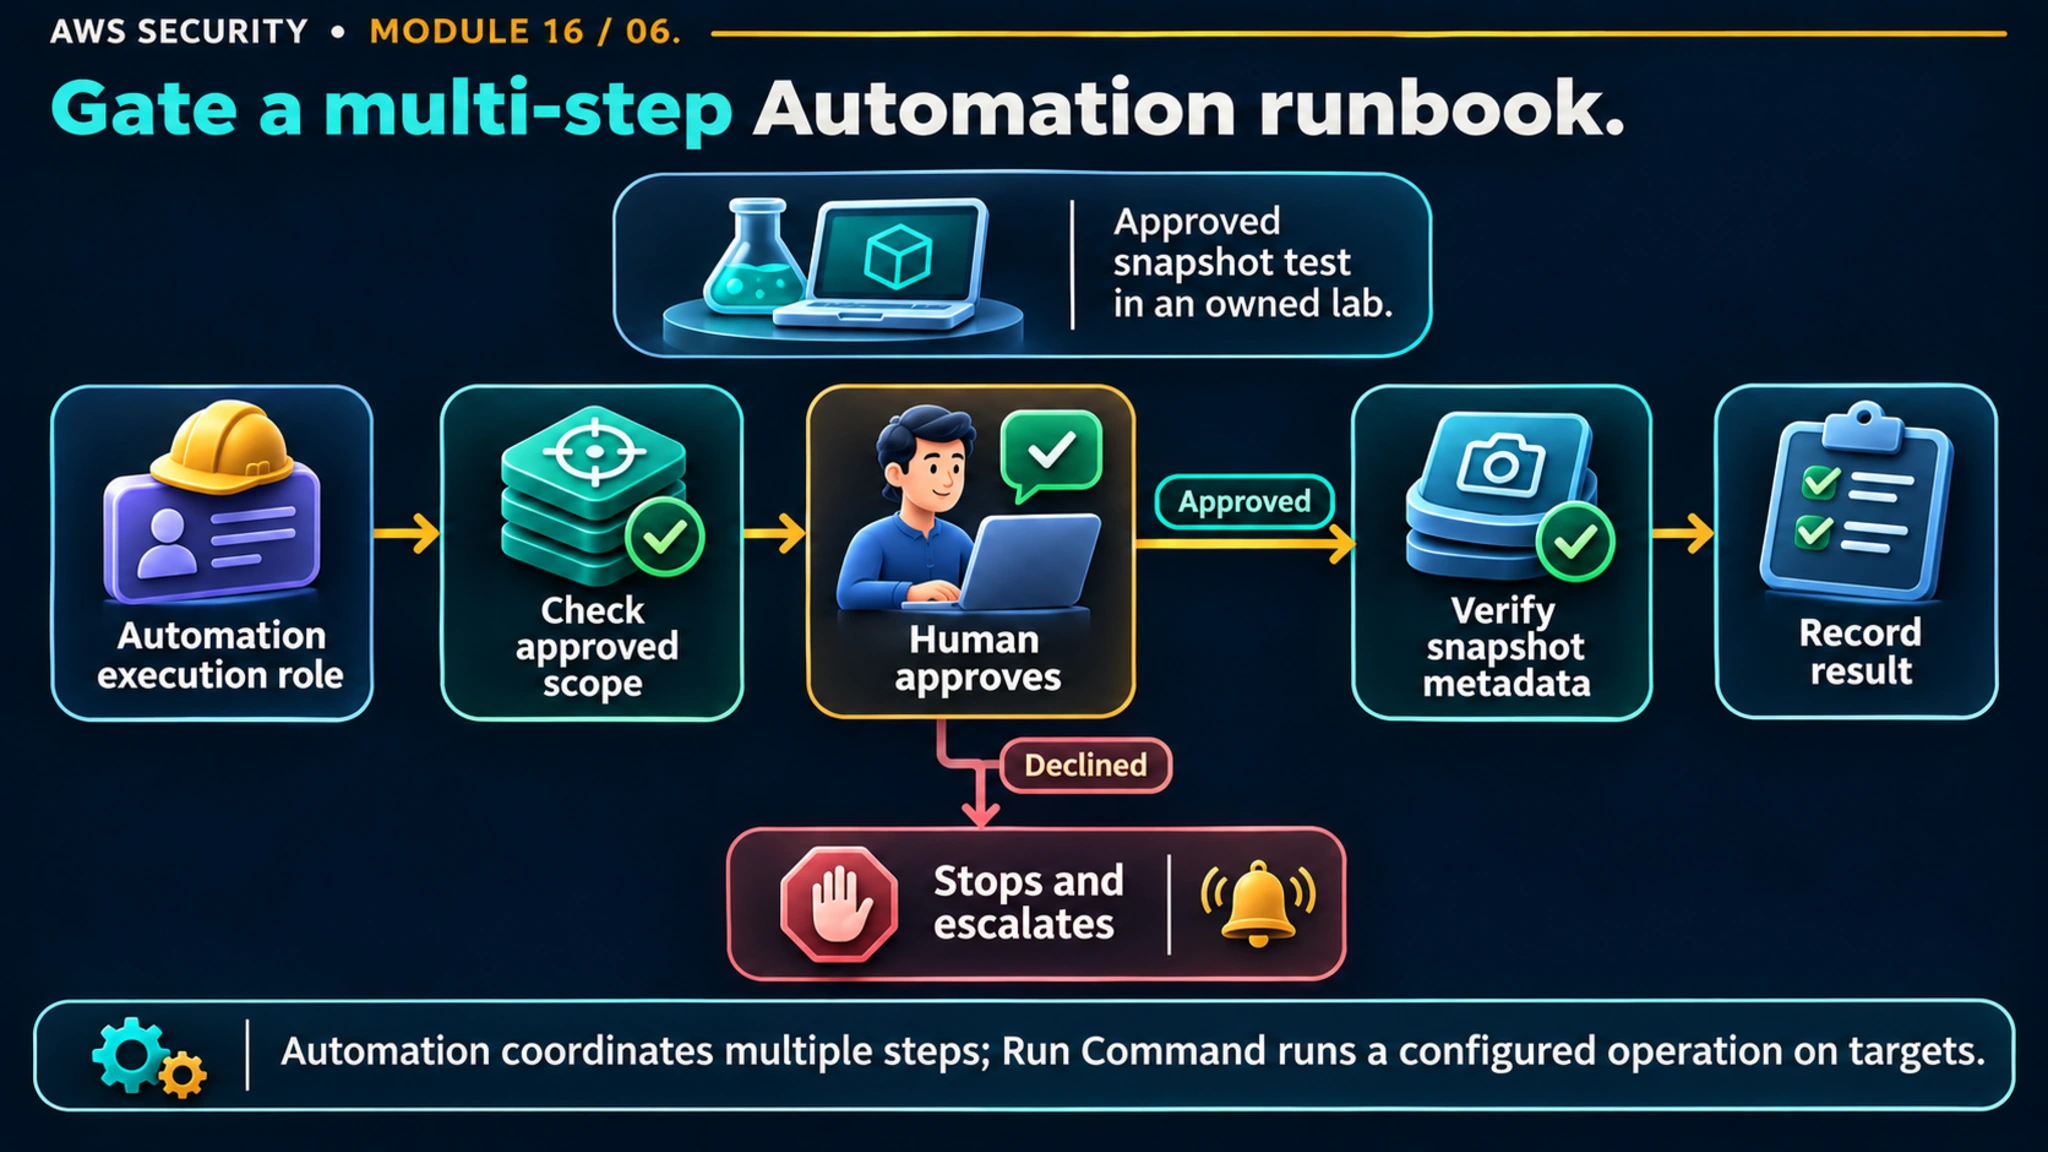 AWS SECURITY • MODULE 16 / 06.
Gate a multi-step Automation runbook.
Approved
snapshot test
in an owned lab.
Automation
execution role
Check
approved
scope
Human
approves
Approved
Verify
snapshot
metadata
Record
result
Declined
Stops and
escalates
Automation coordinates multiple steps; Run Command runs a configured operation on targets.